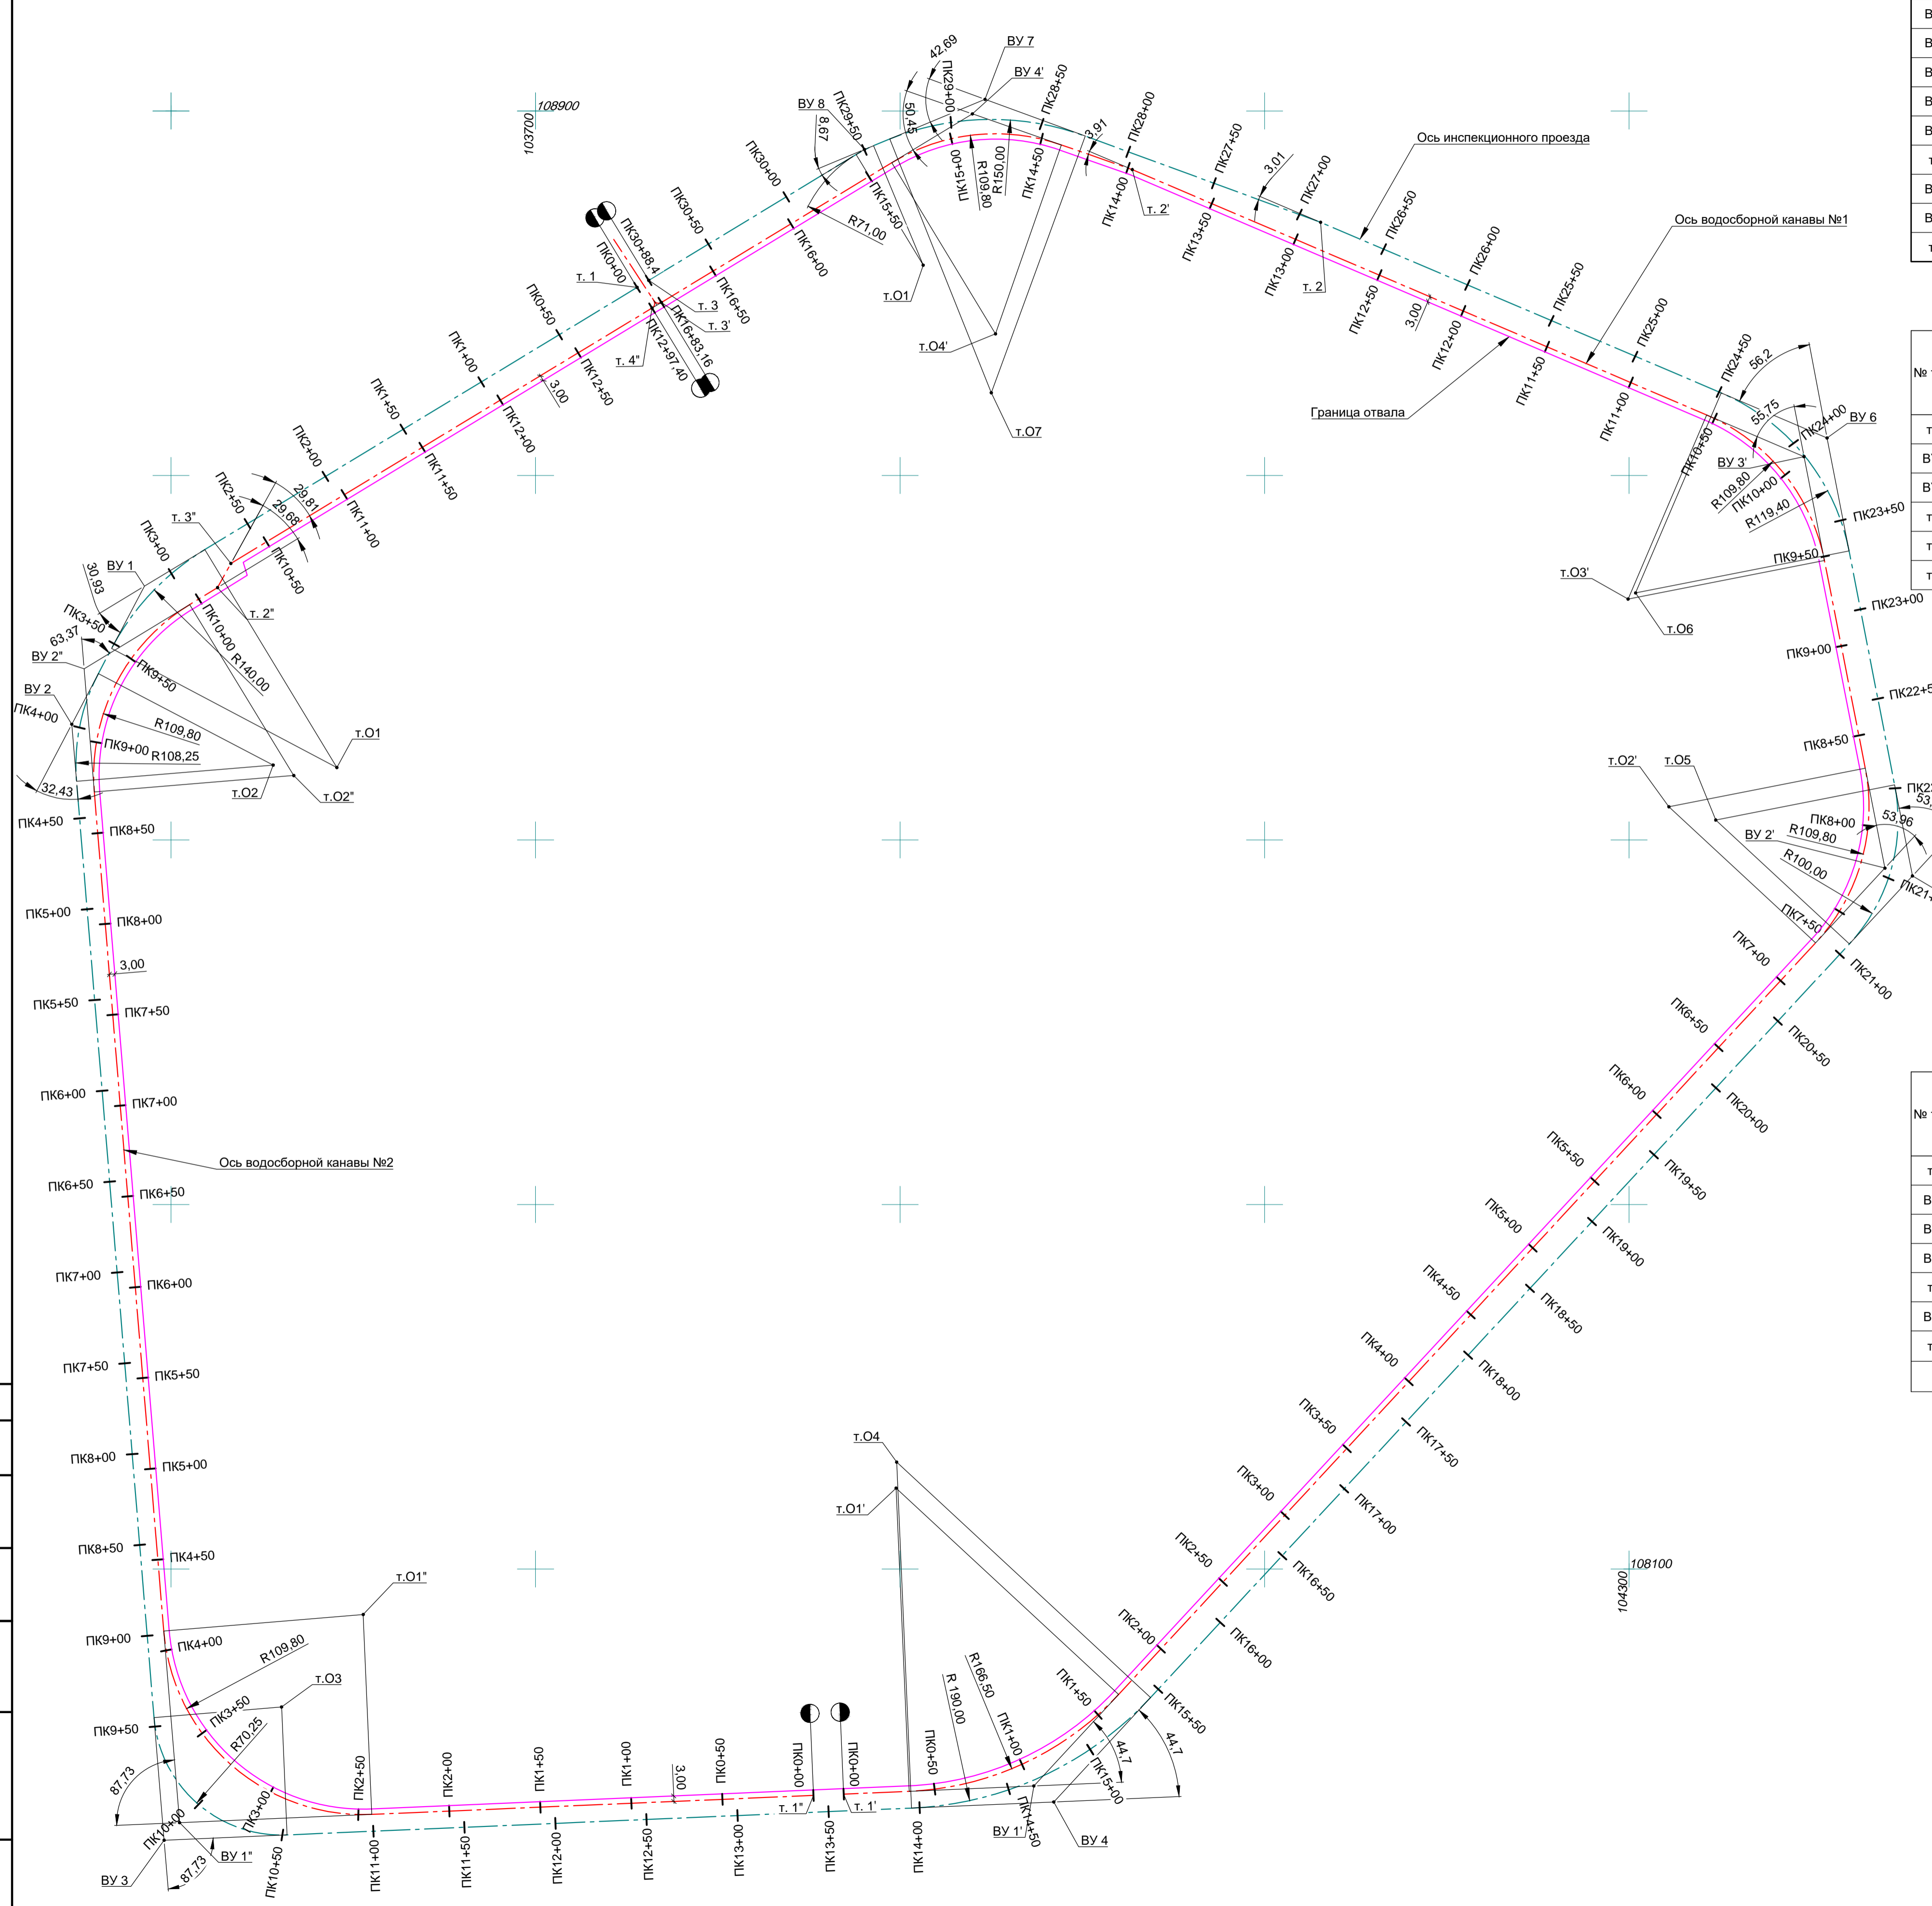 42,69
ВУ 7
ВУ 4'
ПК29+00
ПК28+50
ВУ 8
ПК29+50
8,67
50,45
108900
103700
3,91
ПК28+00
Ось инспекционного проезда
R109,80
R150,00
ПК15+00
ПК14+50
ПК14+00
т. 2'
ПК27+50
3,01
ПК27+00
ПК30+00
R71,00
ПК15+50
ПК16+00
ПК13+50
ПК13+00
ПК26+50
Ось водосборной канавы №1
ПК30+50
ПК30+88,4
ПК0+00
т. 1
т. 3
т. 3'
ПК16+50
ПК16+83,16
ПК12+97,40
т. 4"
т.О1
т.О4'
т.О7
т. 2
ПК26+00
ПК12+50
3,00
ПК12+00
ПК25+50
ПК25+00
ПК11+50
Граница отвала
ПК11+00
ПК24+50
56,2
55,75
ПК24+00
ВУ 6
№
ПК10+50
ВУ 3'
R109,80
ПК10+00
R119,40
ПК23+50
ПК9+50
т.О3'
т.О6
ПК23+00
ПК9+00
ПК8+50
т.О2'
т.О5
ПК8+00
53,96
ВУ 2'
R109,80
R100,00
ПК7+50
ПК7+00
ПК21+00
ПК0+50
ПК1+00
ПК12+50
3,00
ПК12+00
ПК1+50
ПК11+50
ПК2+00
ПК11+00
ПК2+50
29,81
29,68
т. 3"
ПК3+00
ПК10+50
ВУ 1
30,93
т. 2"
ПК3+50
ПК10+00
63,37
ВУ 2"
R140,00
ПК9+50
ВУ 2
ПК4+00
R109,80
т.О1
ПК9+00
R108,25
32,43
т.О2
т.О2"
ПК4+50
ПК8+50
ПК5+00
ПК8+00
3,00
ПК5+50
ПК7+50
ПК6+00
ПК7+00
Ось водосборной канавы №2
ПК6+50
ПК6+50
ПК7+00
ПК6+00
ПК7+50
ПК5+50
ПК8+00
ПК5+00
ПК8+50
ПК4+50
т.О1"
ПК9+00
ПК4+00
R109,80
т.О3
ПК9+50
ПК3+50
R70,25
87,73
ПК10+00
ПК3+00
ВУ 1"
ВУ 3
87,73
ПК10+50
ПК2+50
ПК11+00
ПК2+00
ПК11+50
ПК1+50
ПК12+00
ПК1+00
ПК12+50
3,00
ПК0+50
ПК13+00
ПК0+00
т. 1"
ПК13+50
ПК0+00
т. 1'
ПК14+00
ПК0+50
R 190,00
R166,50
ПК1+00
ВУ 1'
ПК14+50
ВУ 4
ПК15+00
44,7
44,7
ПК1+50
ПК15+50
т.О4
т.О1'
ПК2+00
ПК16+00
ПК2+50
ПК16+50
108100
104300
ПК3+00
ПК17+00
ПК3+50
ПК17+50
ПК4+00
ПК18+00
ПК4+50
ПК18+50
ПК5+00
ПК19+00
ПК5+50
ПК19+50
ПК6+00
ПК20+00
ПК6+50
ПК20+50
№